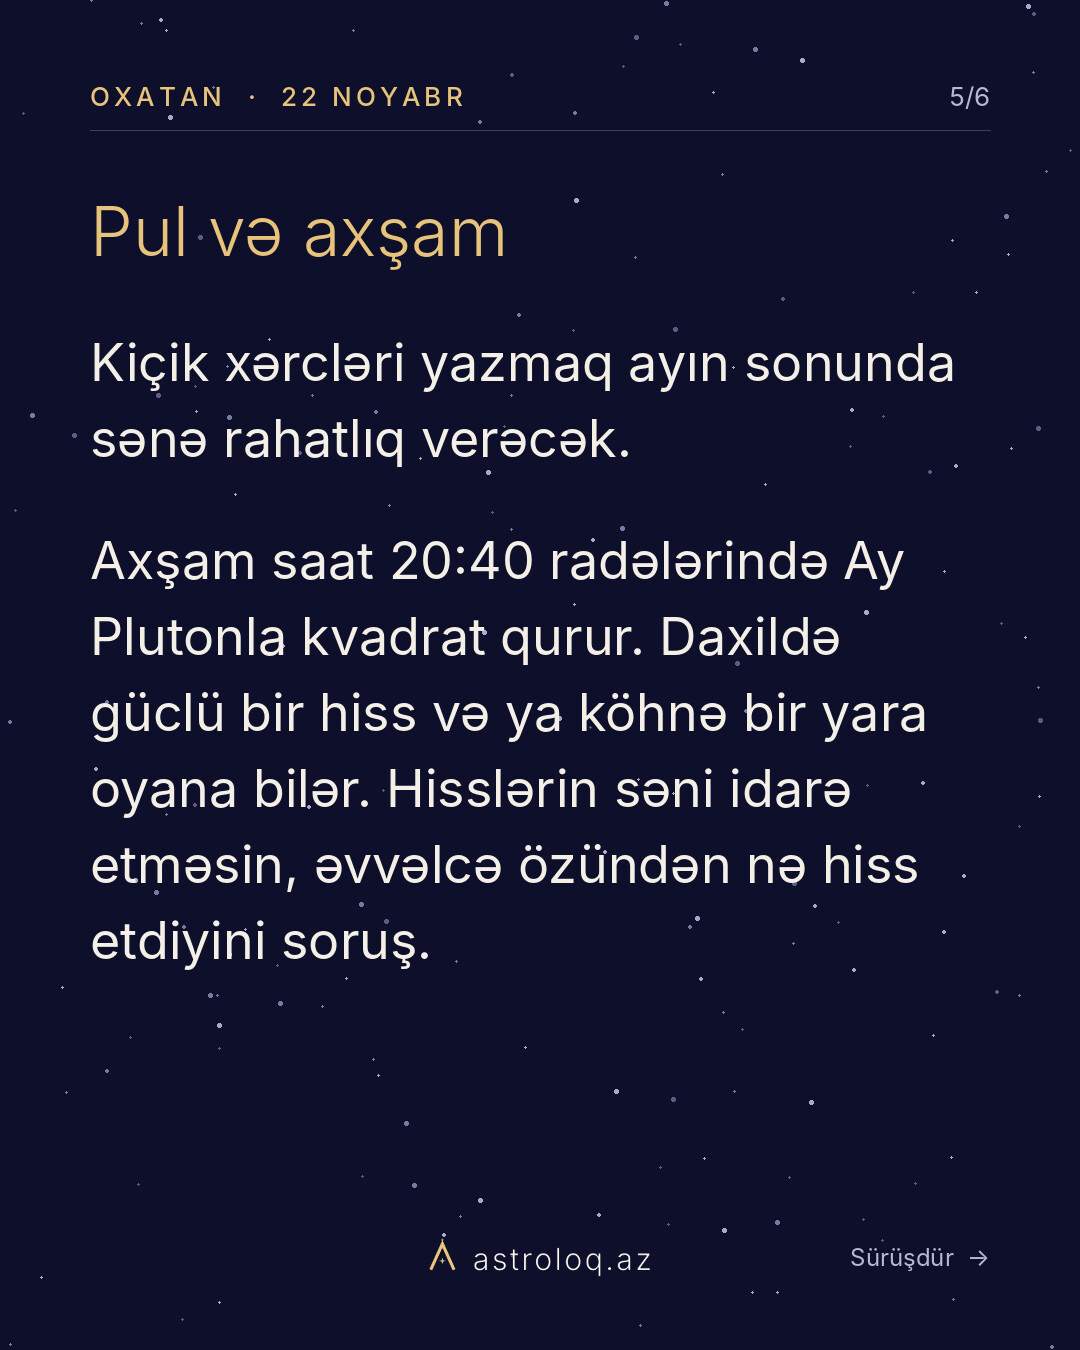 OXATAN · 22 NOYABR
5/6
Pul və axşam
Kiçik xərcləri yazmaq ayın sonunda
sənə rahatlıq verəcək.
Axşam saat 20:40 radələrində Ay
Plutonla kvadrat qurur. Daxildə
güclü bir hiss və ya köhnə bir yara
oyana bilər. Hisslərin səni idarə
etməsin, əvvəlcə özündən nə hiss
etdiyini soruş.
astroloq.az
Sürüşdür →